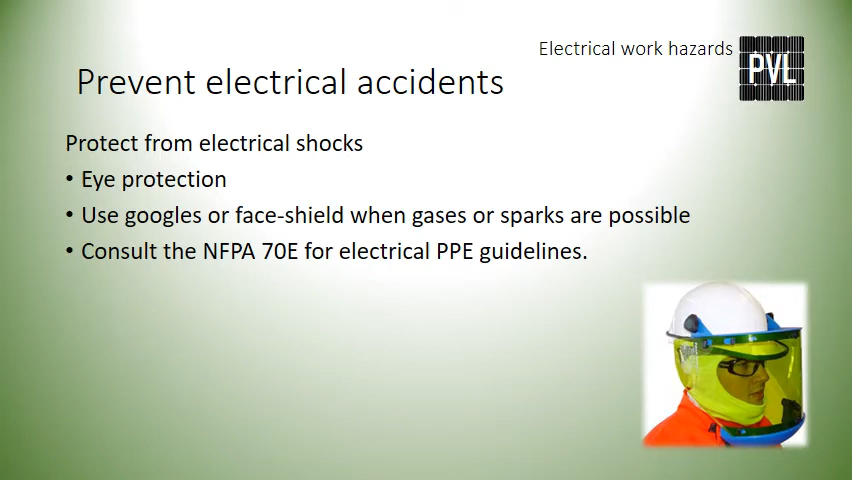 Electrical work hazards
PVL
Prevent electrical accidents
Protect from electrical shocks
• Eye protection
• Use googles or face-shield when gases or sparks are possible
• Consult the NFPA 70E for electrical PPE guidelines.